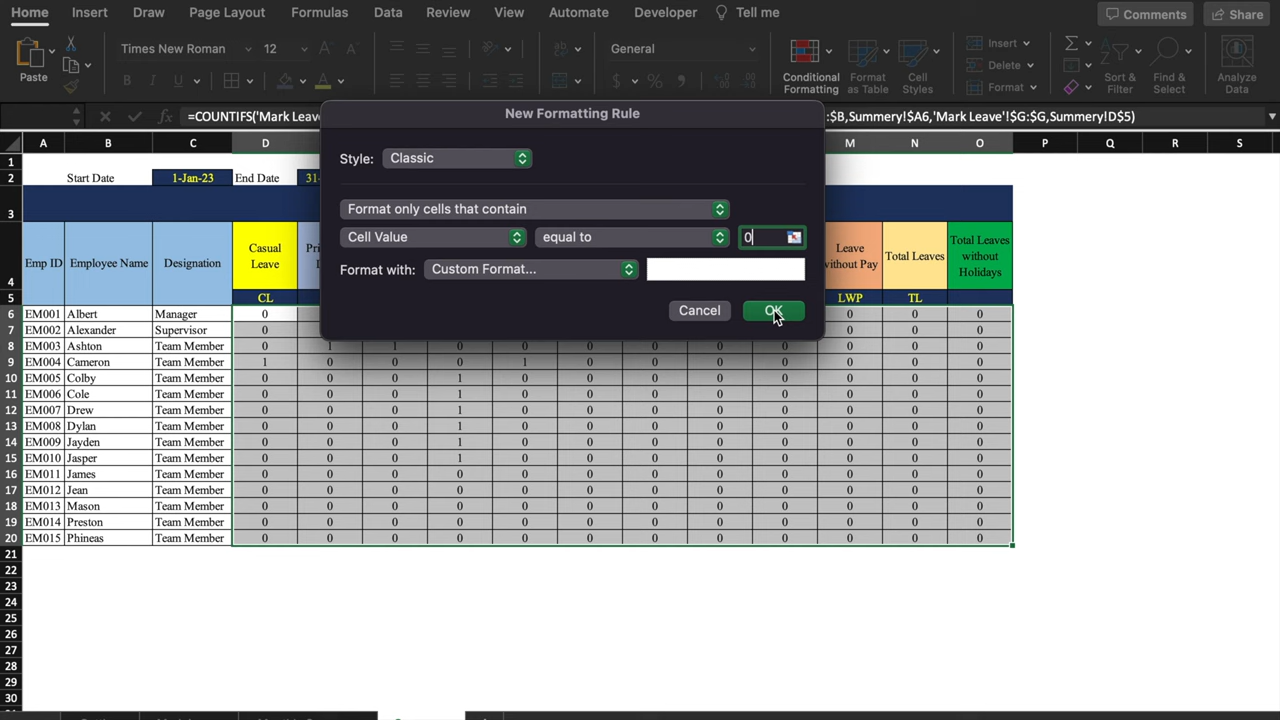 Home Insert Draw Page Layout Formulas Data Review View Automate Developer Tell me Comments Share
Times New Roman 12 General Insert
Paste Conditional Formatting Format as Table Cell Styles Delete Format Sort & Filter Find & Select Analyze Data
B I U A $ %
fx =COUNTIFS('Mark Leave :$B,Summery!$A6,'Mark Leave'!$G:$G,Summery!D$5)
New Formatting Rule
Style: Classic
Format only cells that contain
Cell Value equal to 0
Format with: Custom Format...
Cancel OK
A B C D M N O P Q R S
1
2 Start Date 1-Jan-23 End Date 31-
3
4 Emp ID Employee Name Designation Casual Leave Leave Total Leaves Total Leaves without Holidays
5 CL LWP TL
6 EM001 Albert Manager 0 0 0 0
7 EM002 Alexander Supervisor 0 0 0 0
8 EM003 Ashton Team Member 0 1 1 0 0 0 0 0 0 0 0 0
9 EM004 Cameron Team Member 1 0 0 0 1 0 0 0 0 0 0 0
10 EM005 Colby Team Member 0 0 0 1 0 0 0 0 0 0 0 0
11 EM006 Cole Team Member 0 0 0 1 0 0 0 0 0 0 0 0
12 EM007 Drew Team Member 0 0 0 1 0 0 0 0 0 0 0 0
13 EM008 Dylan Team Member 0 0 0 1 0 0 0 0 0 0 0 0
14 EM009 Jayden Team Member 0 0 0 1 0 0 0 0 0 0 0 0
15 EM010 Jasper Team Member 0 0 0 1 0 0 0 0 0 0 0 0
16 EM011 James Team Member 0 0 0 0 0 0 0 0 0 0 0 0
17 EM012 Jean Team Member 0 0 0 0 0 0 0 0 0 0 0 0
18 EM013 Mason Team Member 0 0 0 0 0 0 0 0 0 0 0 0
19 EM014 Preston Team Member 0 0 0 0 0 0 0 0 0 0 0 0
20 EM015 Phineas Team Member 0 0 0 0 0 0 0 0 0 0 0 0
21
22
23
24
25
26
27
28
29
30